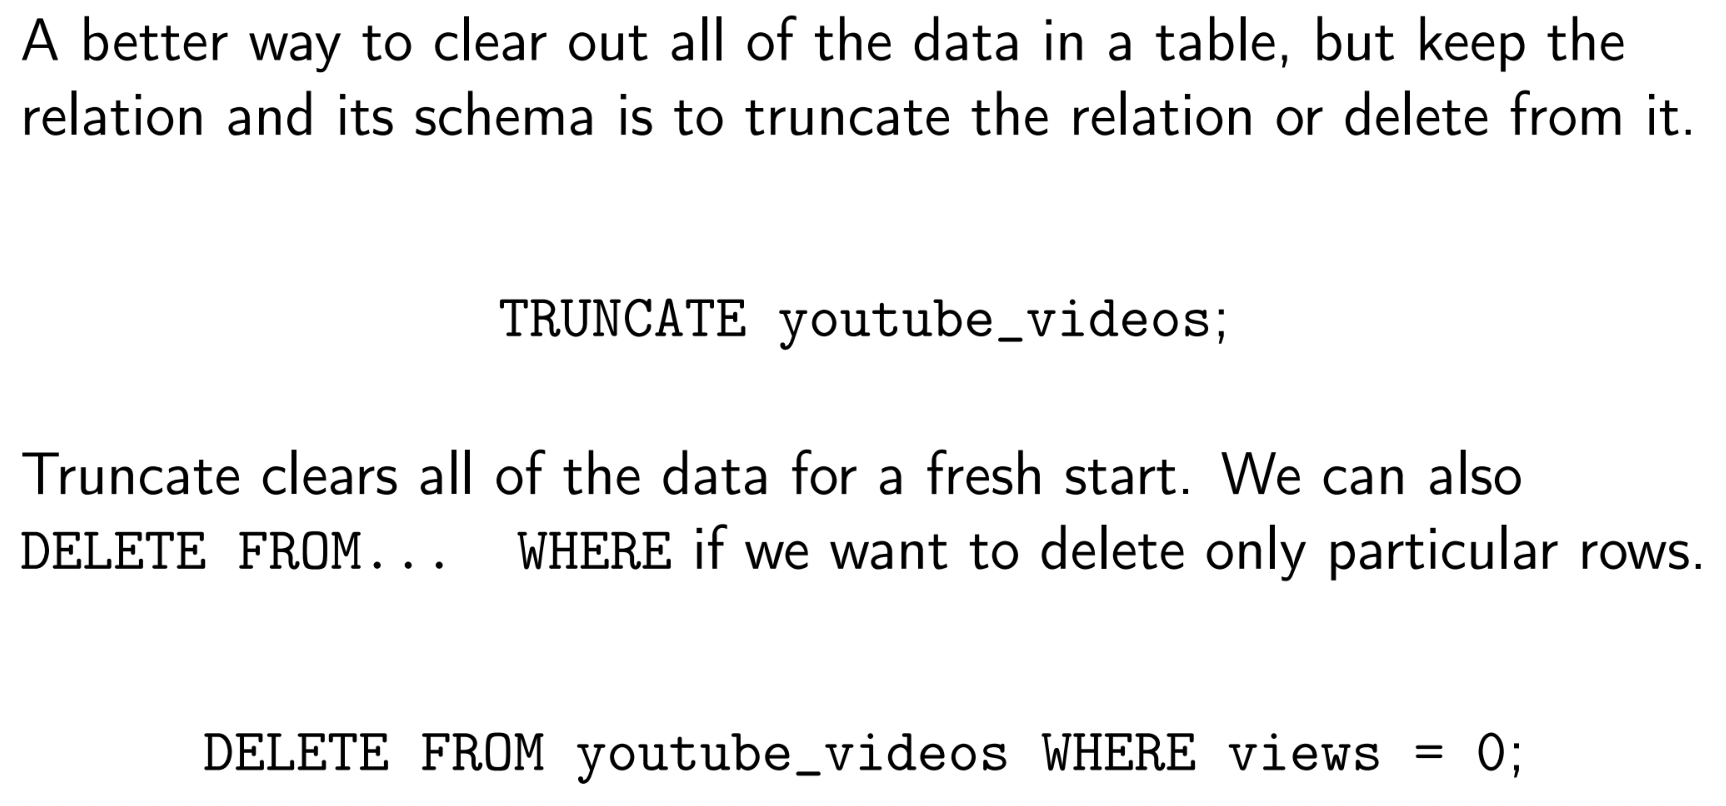 A better way to clear out all of the data in a table, but keep the
relation and its schema is to truncate the relation or delete from it.
TRUNCATE youtube_videos;
Truncate clears all of the data for a fresh start. We can also
DELETE FROM... WHERE if we want to delete only particular rows.
DELETE FROM youtube_videos WHERE views = 0;